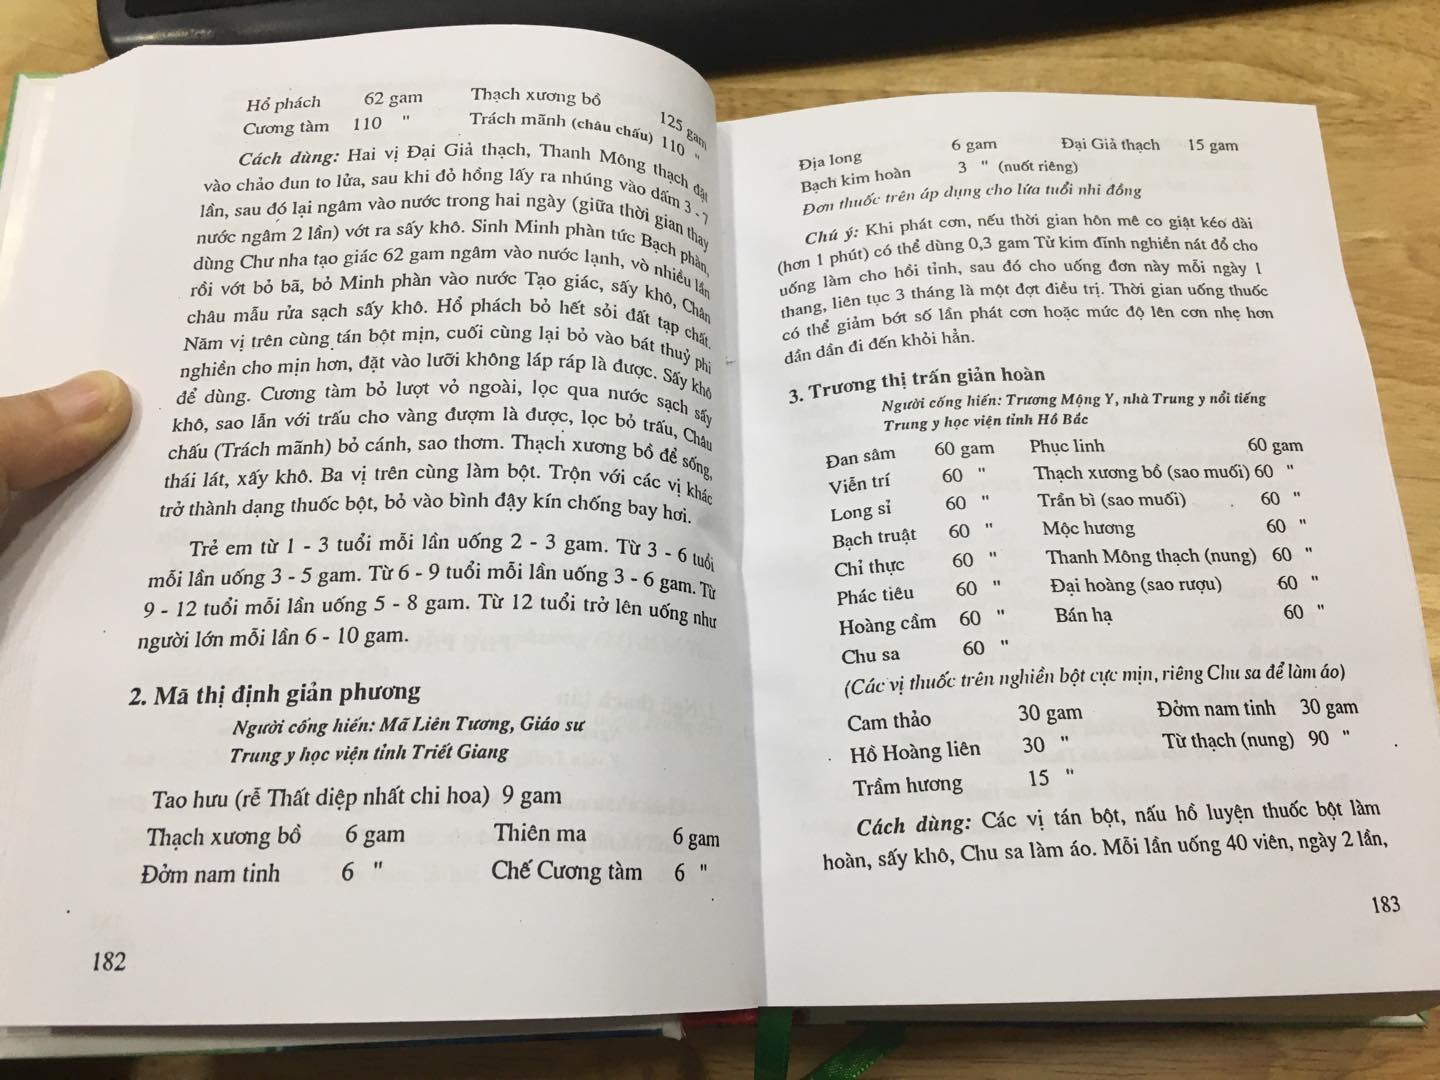 Hổ phách 62 gam Thạch xương bồ 125 gam
Cương tàm 110 " Trách mãnh (châu chấu) 110 "
Cách dùng: Hai vị Đại Giả thạch, Thanh Mông thạch đặt
vào chảo đun to lửa, sau khi đỏ hồng lấy ra nhúng vào dấm 3 - 7
lần, sau đó lại ngâm vào nước trong hai ngày (giữa thời gian thay
nước ngâm 2 lần) vớt ra sấy khô. Sinh Minh phàn tức Bạch phàn,
dùng Chư nha tạo giác 62 gam ngâm vào nước lạnh, vò nhiều lần
rồi vớt bỏ bã, bỏ Minh phàn vào nước Tạo giác, sấy khô, Chân
châu mẫu rửa sạch sấy khô. Hổ phách bỏ hết sỏi đất tạp chất.
Năm vị trên cùng tán bột mịn, cuối cùng lại bỏ vào bát thuỷ phi
nghiền cho mịn hơn, đặt vào lưỡi không láp ráp là được. Sấy khô
để dùng. Cương tàm bỏ lượt vỏ ngoài, lọc qua nước sạch sấy
khô, sao lẫn với trấu cho vàng đượm là được, lọc bỏ trấu, Châu
chấu (Trách mãnh) bỏ cánh, sao thơm. Thạch xương bồ để sống,
thái lát, xấy khô. Ba vị trên cùng làm bột. Trộn với các vị khác
trở thành dạng thuốc bột, bỏ vào bình đậy kín chống bay hơi.
Trẻ em từ 1 - 3 tuổi mỗi lần uống 2 - 3 gam. Từ 3 - 6 tuổi
mỗi lần uống 3 - 5 gam. Từ 6 - 9 tuổi mỗi lần uống 3 - 6 gam. Từ
9 - 12 tuổi mỗi lần uống 5 - 8 gam. Từ 12 tuổi trở lên uống như
người lớn mỗi lần 6 - 10 gam.
2. Mã thị định giản phương
Người cống hiến: Mã Liên Tương, Giáo sư
Trung y học viện tỉnh Triết Giang
Tao hưu (rễ Thất diệp nhất chi hoa) 9 gam
Thạch xương bồ 6 gam Thiên ma 6 gam
Đởm nam tinh 6 " Chế Cương tàm 6 "
182
Địa long 6 gam Đại Giả thạch 15 gam
Bạch kim hoàn 3 " (nuốt riêng)
Đơn thuốc trên áp dụng cho lứa tuổi nhi đồng
Chú ý: Khi phát cơn, nếu thời gian hôn mê co giật kéo dài
(hơn 1 phút) có thể dùng 0,3 gam Tử kim đĩnh nghiền nát đổ cho
uống làm cho hồi tỉnh, sau đó cho uống đơn này mỗi ngày 1
thang, liên tục 3 tháng là một đợt điều trị. Thời gian uống thuốc
có thể giảm bớt số lần phát cơn hoặc mức độ lên cơn nhẹ hơn
dần dần đi đến khỏi hẳn.
3. Trương thị trấn giản hoàn
Người cống hiến: Trương Mộng Y, nhà Trung y nổi tiếng
Trung y học viện tỉnh Hồ Bắc
Đan sâm 60 gam Phục linh 60 gam
Viễn trí 60 " Thạch xương bồ (sao muối) 60 "
Long sỉ 60 " Trần bì (sao muối) 60 "
Bạch truật 60 " Mộc hương 60 "
Chỉ thực 60 " Thanh Mông thạch (nung) 60 "
Phác tiêu 60 " Đại hoàng (sao rượu) 60 "
Hoàng cầm 60 " Bán hạ 60 "
Chu sa 60 "
(Các vị thuốc trên nghiền bột cực mịn, riêng Chu sa để làm áo)
Cam thảo 30 gam Đởm nam tinh 30 gam
Hồ Hoàng liên 30 " Từ thạch (nung) 90 "
Trầm hương 15 "
Cách dùng: Các vị tán bột, nấu hồ luyện thuốc bột làm
hoàn, sấy khô, Chu sa làm áo. Mỗi lần uống 40 viên, ngày 2 lần,
183